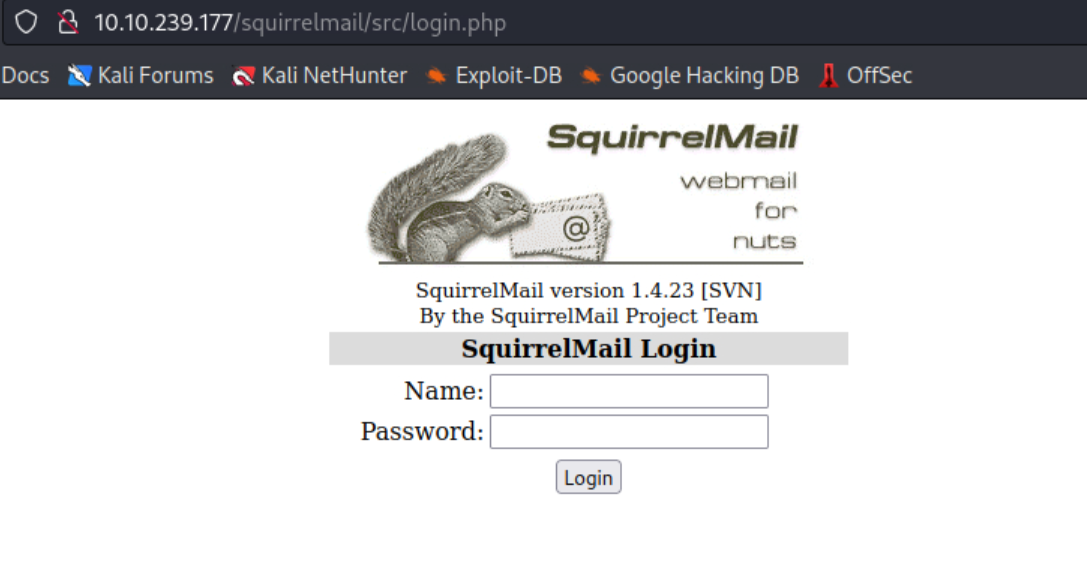 10.10.239.177/squirrelmail/src/login.php
Docs Kali Forums Kali NetHunter Exploit-DB Google Hacking DB OffSec
SquirrelMail
webmail
for
nuts
@
SquirrelMail version 1.4.23 [SVN]
By the SquirrelMail Project Team
SquirrelMail Login
Name:
Password:
Login